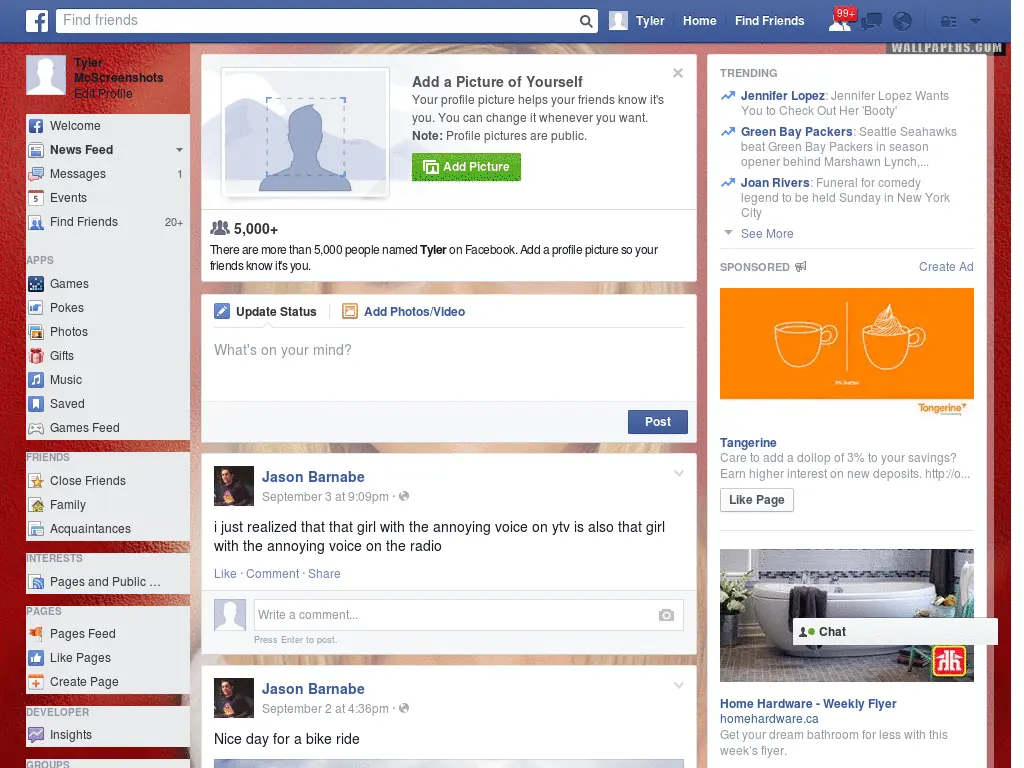 Find friends
Tyler
Home
Find Friends
99+
WALLPAPERS.COM
Tyler
McScreenshots
Edit Profile
Welcome
News Feed
Messages 1
5 Events
Find Friends 20+
APPS
Games
Pokes
Photos
Gifts
Music
Saved
Games Feed
FRIENDS
Close Friends
Family
Acquaintances
INTERESTS
Pages and Public ...
PAGES
Pages Feed
Like Pages
Create Page
DEVELOPER
Insights
GROUPS
Add a Picture of Yourself
Your profile picture helps your friends know it's
you. You can change it whenever you want.
Note: Profile pictures are public.
Add Picture
5,000+
There are more than 5,000 people named Tyler on Facebook. Add a profile picture so your
friends know it's you.
Update Status
Add Photos/Video
What's on your mind?
Post
Jason Barnabe
September 3 at 9:09pm ·
i just realized that that girl with the annoying voice on ytv is also that girl
with the annoying voice on the radio
Like · Comment · Share
Write a comment...
Press Enter to post.
Jason Barnabe
September 2 at 4:36pm ·
Nice day for a bike ride
TRENDING
Jennifer Lopez: Jennifer Lopez Wants
You to Check Out Her 'Booty'
Green Bay Packers: Seattle Seahawks
beat Green Bay Packers in season
opener behind Marshawn Lynch,...
Joan Rivers: Funeral for comedy
legend to be held Sunday in New York
City
See More
SPONSORED
Create Ad
Tangerine
Tangerine
Care to add a dollop of 3% to your savings?
Earn higher interest on new deposits. http://o...
Like Page
Chat
Home Hardware - Weekly Flyer
homehardware.ca
Get your dream bathroom for less with this
week's flyer.